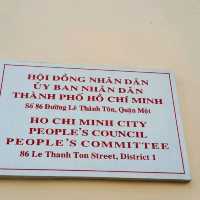 HỘI ĐỒNG NHÂN DÂN
ỦY BAN NHÂN DÂN
THÀNH PHỐ HỒ CHÍ MINH
Số 86 Đường Lê Thánh Tôn, Quận Một
HO CHI MINH CITY
PEOPLE'S COUNCIL
PEOPLE'S COMMITTEE
86 Le Thanh Ton Street, District 1